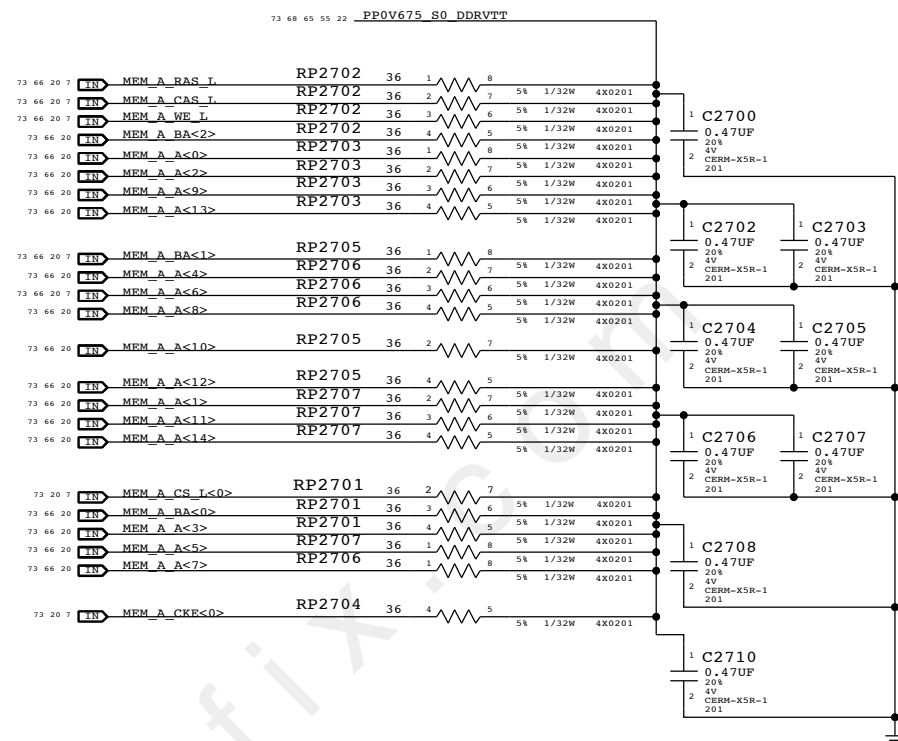 73 68 65 55 22 PP0V675_S0_DDRVTT
73 66 20 7 IN MEM_A_RAS_L RP2702 36 1 8 5% 1/32W 4X0201
73 66 20 7 IN MEM_A_CAS_L RP2702 36 2 7 5% 1/32W 4X0201
73 66 20 7 IN MEM_A_WE_L RP2702 36 3 6 5% 1/32W 4X0201
73 66 20 IN MEM_A_BA<2> RP2702 36 4 5 5% 1/32W 4X0201
73 66 20 IN MEM_A_A<0> RP2703 36 1 8 5% 1/32W 4X0201
73 66 20 IN MEM_A_A<2> RP2703 36 2 7 5% 1/32W 4X0201
73 66 20 IN MEM_A_A<9> RP2703 36 3 6 5% 1/32W 4X0201
73 66 20 IN MEM_A_A<13> RP2703 36 4 5 5% 1/32W 4X0201
73 66 20 7 IN MEM_A_BA<1> RP2705 36 1 8 5% 1/32W 4X0201
73 66 20 IN MEM_A_A<4> RP2706 36 2 7 5% 1/32W 4X0201
73 66 20 7 IN MEM_A_A<6> RP2706 36 3 6 5% 1/32W 4X0201
73 66 20 IN MEM_A_A<8> RP2706 36 4 5 5% 1/32W 4X0201
73 66 20 IN MEM_A_A<10> RP2705 36 2 7 5% 1/32W 4X0201
73 66 20 IN MEM_A_A<12> RP2705 36 4 5 5% 1/32W 4X0201
73 66 20 IN MEM_A_A<1> RP2707 36 2 7 5% 1/32W 4X0201
73 66 20 IN MEM_A_A<11> RP2707 36 3 6 5% 1/32W 4X0201
73 66 20 IN MEM_A_A<14> RP2707 36 4 5 5% 1/32W 4X0201
73 20 7 IN MEM_A_CS_L<0> RP2701 36 2 7 5% 1/32W 4X0201
73 66 20 IN MEM_A_BA<0> RP2701 36 3 6 5% 1/32W 4X0201
73 66 20 IN MEM_A_A<3> RP2701 36 4 5 5% 1/32W 4X0201
73 66 20 IN MEM_A_A<5> RP2707 36 1 8 5% 1/32W 4X0201
73 66 20 IN MEM_A_A<7> RP2706 36 1 8 5% 1/32W 4X0201
73 20 7 IN MEM_A_CKE<0> RP2704 36 4 5 5% 1/32W 4X0201
1 C2700
0.47UF
20%
4V
2 CERM-X5R-1
201
1 C2702 1 C2703
0.47UF 0.47UF
20% 20%
4V 4V
2 CERM-X5R-1 2 CERM-X5R-1
201 201
1 C2704 1 C2705
0.47UF 0.47UF
20% 20%
4V 4V
2 CERM-X5R-1 2 CERM-X5R-1
201 201
1 C2706 1 C2707
0.47UF 0.47UF
20% 20%
4V 4V
2 CERM-X5R-1 2 CERM-X5R-1
201 201
1 C2708
0.47UF
20%
4V
2 CERM-X5R-1
201
1 C2710
0.47UF
20%
4V
2 CERM-X5R-1
201
fix.com